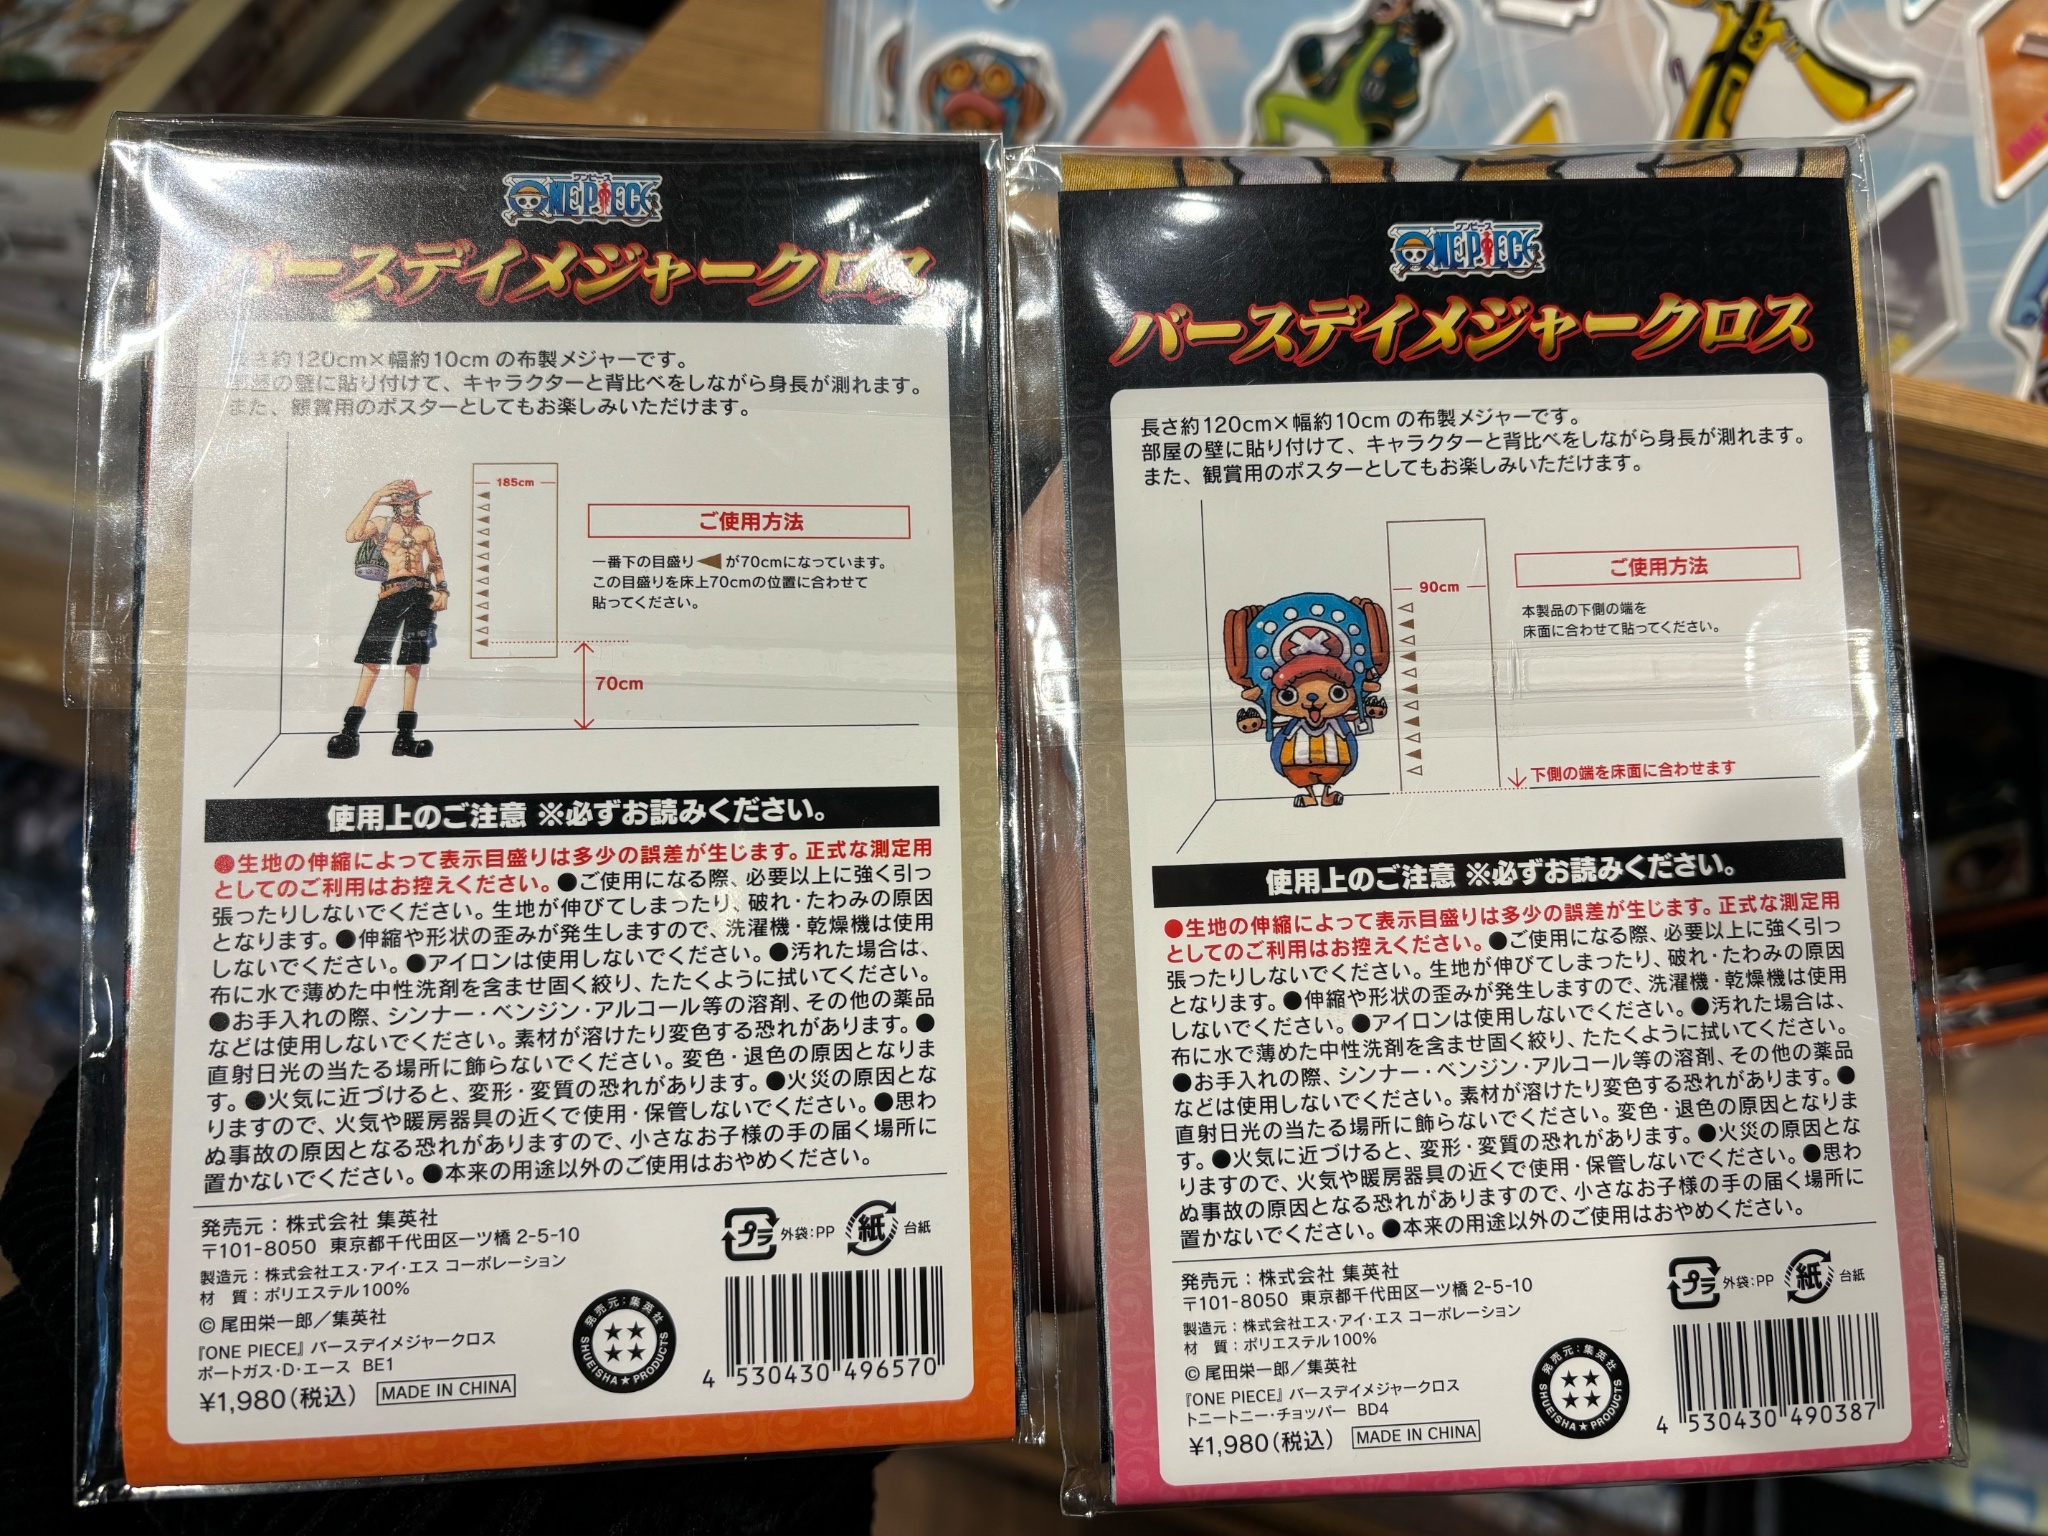 ワンピース
ONE PIECE
バースデイメジャークロス
長さ約120cm×幅約10cmの布製メジャーです。
部屋の壁に貼り付けて、キャラクターと背比べをしながら身長が測れます。
また、観賞用のポスターとしてもお楽しみいただけます。
185cm
ご使用方法
一番下の目盛り◀が70cmになっています。
この目盛りを床上70cmの位置に合わせて
貼ってください。
70cm
使用上のご注意 ※必ずお読みください。
●生地の伸縮によって表示目盛りは多少の誤差が生じます。正式な測定用
としてのご利用はお控えください。●ご使用になる際、必要以上に強く引っ
張ったりしないでください。生地が伸びてしまったり、破れ・たわみの原因
となります。●伸縮や形状の歪みが発生しますので、洗濯機・乾燥機は使用
しないでください。●アイロンは使用しないでください。●汚れた場合は、
布に水で薄めた中性洗剤を含ませ固く絞り、たたくように拭いてください。
●お手入れの際、シンナー・ベンジン・アルコール等の溶剤、その他の薬品
などは使用しないでください。素材が溶けたり変色する恐れがあります。●
直射日光の当たる場所に飾らないでください。変色・退色の原因となりま
す。●火気に近づけると、変形・変質の恐れがあります。●火災の原因とな
りますので、火気や暖房器具の近くで使用・保管しないでください。●思わ
ぬ事故の原因となる恐れがありますので、小さなお子様の手の届く場所に
置かないでください。●本来の用途以外のご使用はおやめください。
発売元：株式会社 集英社
〒101-8050 東京都千代田区一ツ橋 2-5-10
製造元：株式会社エス・アイ・エス コーポレーション
材　質：ポリエステル100%
© 尾田栄一郎／集英社
『ONE PIECE』バースデイメジャークロス
ポートガス・D・エース BE1
¥1,980(税込) MADE IN CHINA
プラ 外袋：PP 紙 台紙
発売元：集英社
SHUEISHA★PRODUCTS
4 530430 496570
ワンピース
ONE PIECE
バースデイメジャークロス
長さ約120cm×幅約10cmの布製メジャーです。
部屋の壁に貼り付けて、キャラクターと背比べをしながら身長が測れます。
また、観賞用のポスターとしてもお楽しみいただけます。
90cm
ご使用方法
本製品の下側の端を
床面に合わせて貼ってください。
下側の端を床面に合わせます
使用上のご注意 ※必ずお読みください。
●生地の伸縮によって表示目盛りは多少の誤差が生じます。正式な測定用
としてのご利用はお控えください。●ご使用になる際、必要以上に強く引っ
張ったりしないでください。生地が伸びてしまったり、破れ・たわみの原因
となります。●伸縮や形状の歪みが発生しますので、洗濯機・乾燥機は使用
しないでください。●アイロンは使用しないでください。●汚れた場合は、
布に水で薄めた中性洗剤を含ませ固く絞り、たたくように拭いてください。
●お手入れの際、シンナー・ベンジン・アルコール等の溶剤、その他の薬品
などは使用しないでください。素材が溶けたり変色する恐れがあります。●
直射日光の当たる場所に飾らないでください。変色・退色の原因となりま
す。●火気に近づけると、変形・変質の恐れがあります。●火災の原因とな
りますので、火気や暖房器具の近くで使用・保管しないでください。●思わ
ぬ事故の原因となる恐れがありますので、小さなお子様の手の届く場所に
置かないでください。●本来の用途以外のご使用はおやめください。
発売元：株式会社 集英社
〒101-8050 東京都千代田区一ツ橋 2-5-10
製造元：株式会社エス・アイ・エス コーポレーション
材　質：ポリエステル100%
© 尾田栄一郎／集英社
『ONE PIECE』バースデイメジャークロス
トニートニー・チョッパー BD4
¥1,980(税込) MADE IN CHINA
プラ 外袋：PP 紙 台紙
発売元：集英社
SHUEISHA★PRODUCTS
4 530430 490387